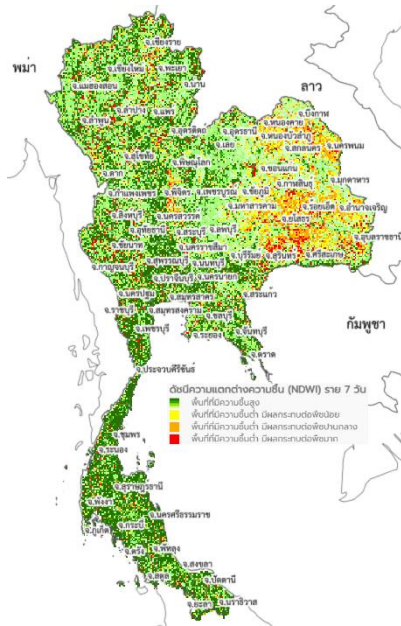 จ.เชียงราย
พม่า
จ.เชียงใหม่ จ.พะเยา
ลาว
จ.น่าน
จ.แม่ฮ่องสอน
จ.บึงกาฬ
จ.ลำปาง จ.แพร่
จ.หนองคาย
จ.ลำพูน
จ.อุตรดิตถ์ จ.อุดรธานี จ.หนองบัวลำภู จ.นครพนม
จ.เลย จ.สกลนคร
จ.สุโขทัย
จ.พิษณุโลก
จ.ตาก จ.ขอนแก่น จ.มุกดาหาร
จ.กำแพงเพชร จ.พิจิตร จ.เพชรบูรณ์ จ.ชัยภูมิ จ.กาฬสินธุ์
จ.มหาสารคาม จ.ร้อยเอ็ด จ.อำนาจเจริญ
จ.สิงห์บุรี จ.นครสวรรค์
จ.ยโสธร
จ.อุทัยธานี จ.สระบุรี จ.ลพบุรี
จ.อุบลราชธานี
จ.ชัยนาท จ.นครราชสีมา จ.บุรีรัมย์ จ.สุรินทร์ จ.ศรีสะเกษ
จ.กาญจนบุรี จ.สุพรรณบุรี จ.นนทบุรี
จ.ปราจีนบุรี จ.นครนายก
จ.นครปฐม จ.สมุทรสาคร จ.สระแก้ว
จ.ราชบุรี จ.สมุทรสงคราม จ.ชลบุรี
กัมพูชา
จ.เพชรบุรี จ.ระยอง จ.จันทบุรี
จ.ตราด
จ.ประจวบคีรีขันธ์
ดัชนีความแตกต่างความชื้น (NDWI) ราย 7 วัน
พื้นที่ที่มีความชื้นสูง
พื้นที่ที่มีความชื้นต่ำ มีผลกระทบต่อพืชน้อย
พื้นที่ที่มีความชื้นต่ำ มีผลกระทบต่อพืชปานกลาง
พื้นที่ที่มีความชื้นต่ำ มีผลกระทบต่อพืชมาก
จ.ชุมพร
จ.ระนอง
จ.สุราษฎร์ธานี
จ.พังงา
จ.นครศรีธรรมราช
จ.ภูเก็ต จ.กระบี่
จ.ตรัง จ.พัทลุง
จ.สงขลา
จ.สตูล จ.ปัตตานี
จ.ยะลา จ.นราธิวาส